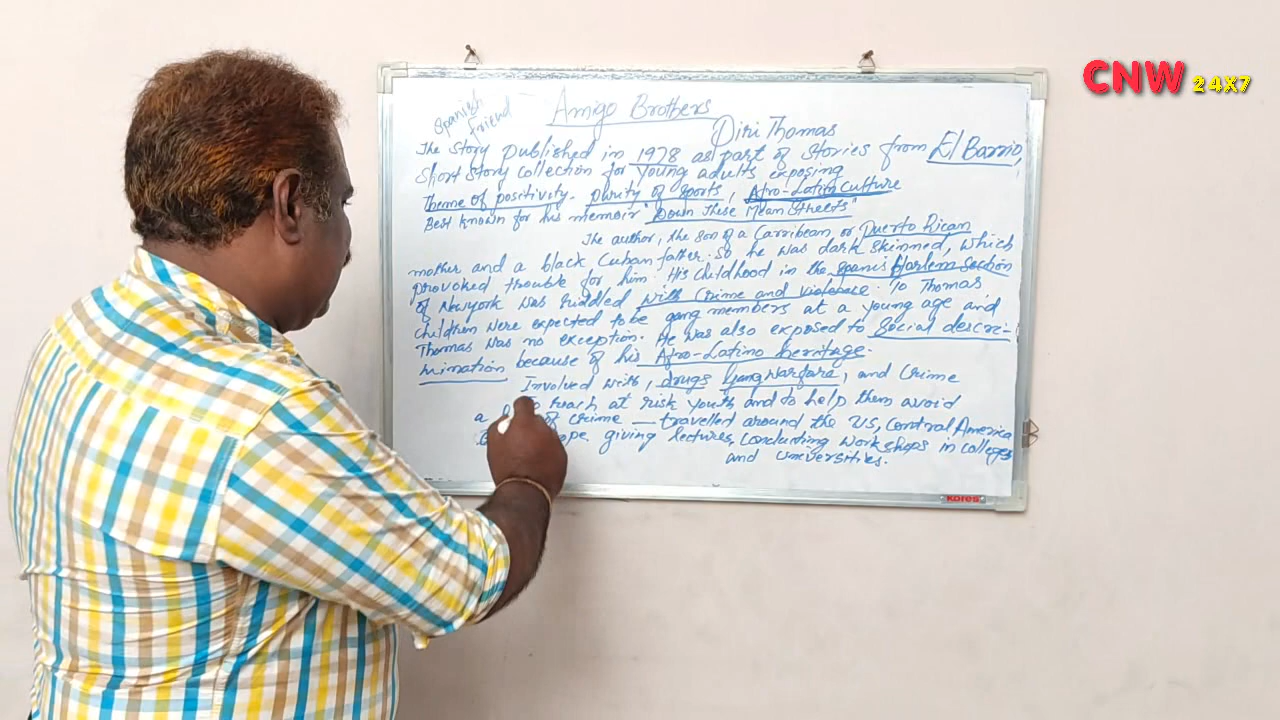 CNW 24X7
Spanish
friend
Amigo Brothers
Piri Thomas
The Story published in 1978 as part of stories from El Barrio,
Short story collection for young adults exposing
Theme of positivity. purity of sports, Afro-Latin culture
Best known for his memoir "Down These Mean Streets"
The author, the son of a Carribean or Puerto Rican
mother and a black Cuban father. So he was dark skinned, which
provoked trouble for him. His childhood in the spanis Harlem section
of Newyork was riddled with crime and violence. To Thomas
children were expected to be gang members at a young age and
Thomas was no exception. He was also exposed to social descre-
mination because of his Afro-Latino heritage.
Involved with, drugs Gangwarfare, and crime
reach at risk youth and to help them avoid
a of crime — travelled around the US, Central America
giving lectures, conducting workshops in colleges
and universities.
Kores